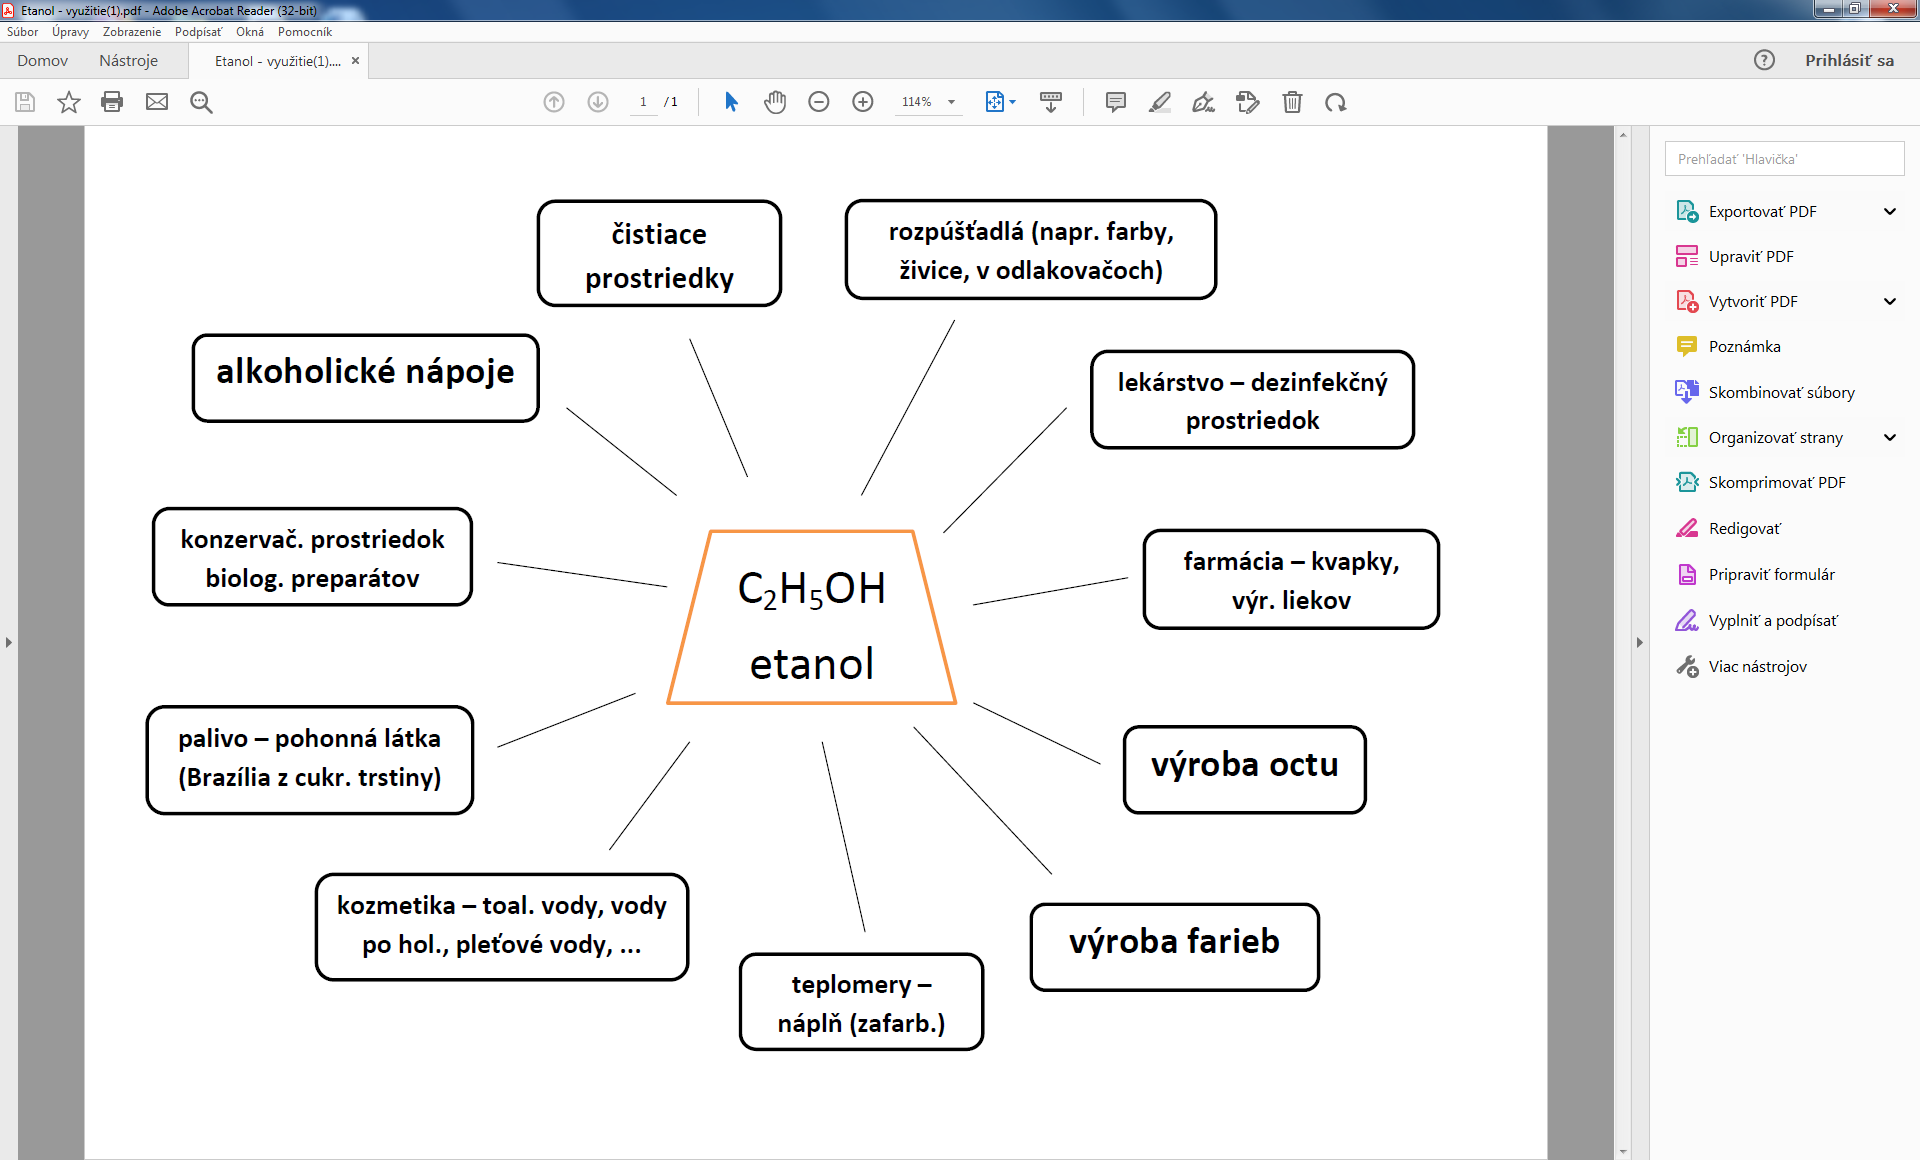 Etanol - využitie(1).pdf - Adobe Acrobat Reader (32-bit)
Súbor Úpravy Zobrazenie Podpísať Okná Pomocník
Domov Nástroje Etanol - využitie(1).... × Prihlásiť sa
1 / 1 114%
Prehľadať 'Hlavička'
Exportovať PDF
Upraviť PDF
Vytvoriť PDF
Poznámka
Skombinovať súbory
Organizovať strany
Skomprimovať PDF
Redigovať
Pripraviť formulár
Vyplniť a podpísať
Viac nástrojov
čistiace
prostriedky
rozpúšťadlá (napr. farby,
živice, v odlakovačoch)
alkoholické nápoje
lekárstvo – dezinfekčný
prostriedok
konzervač. prostriedok
biolog. preparátov
C₂H₅OH
etanol
farmácia – kvapky,
výr. liekov
palivo – pohonná látka
(Brazília z cukr. trstiny)
výroba octu
kozmetika – toal. vody, vody
po hol., pleťové vody, ...
teplomery –
náplň (zafarb.)
výroba farieb